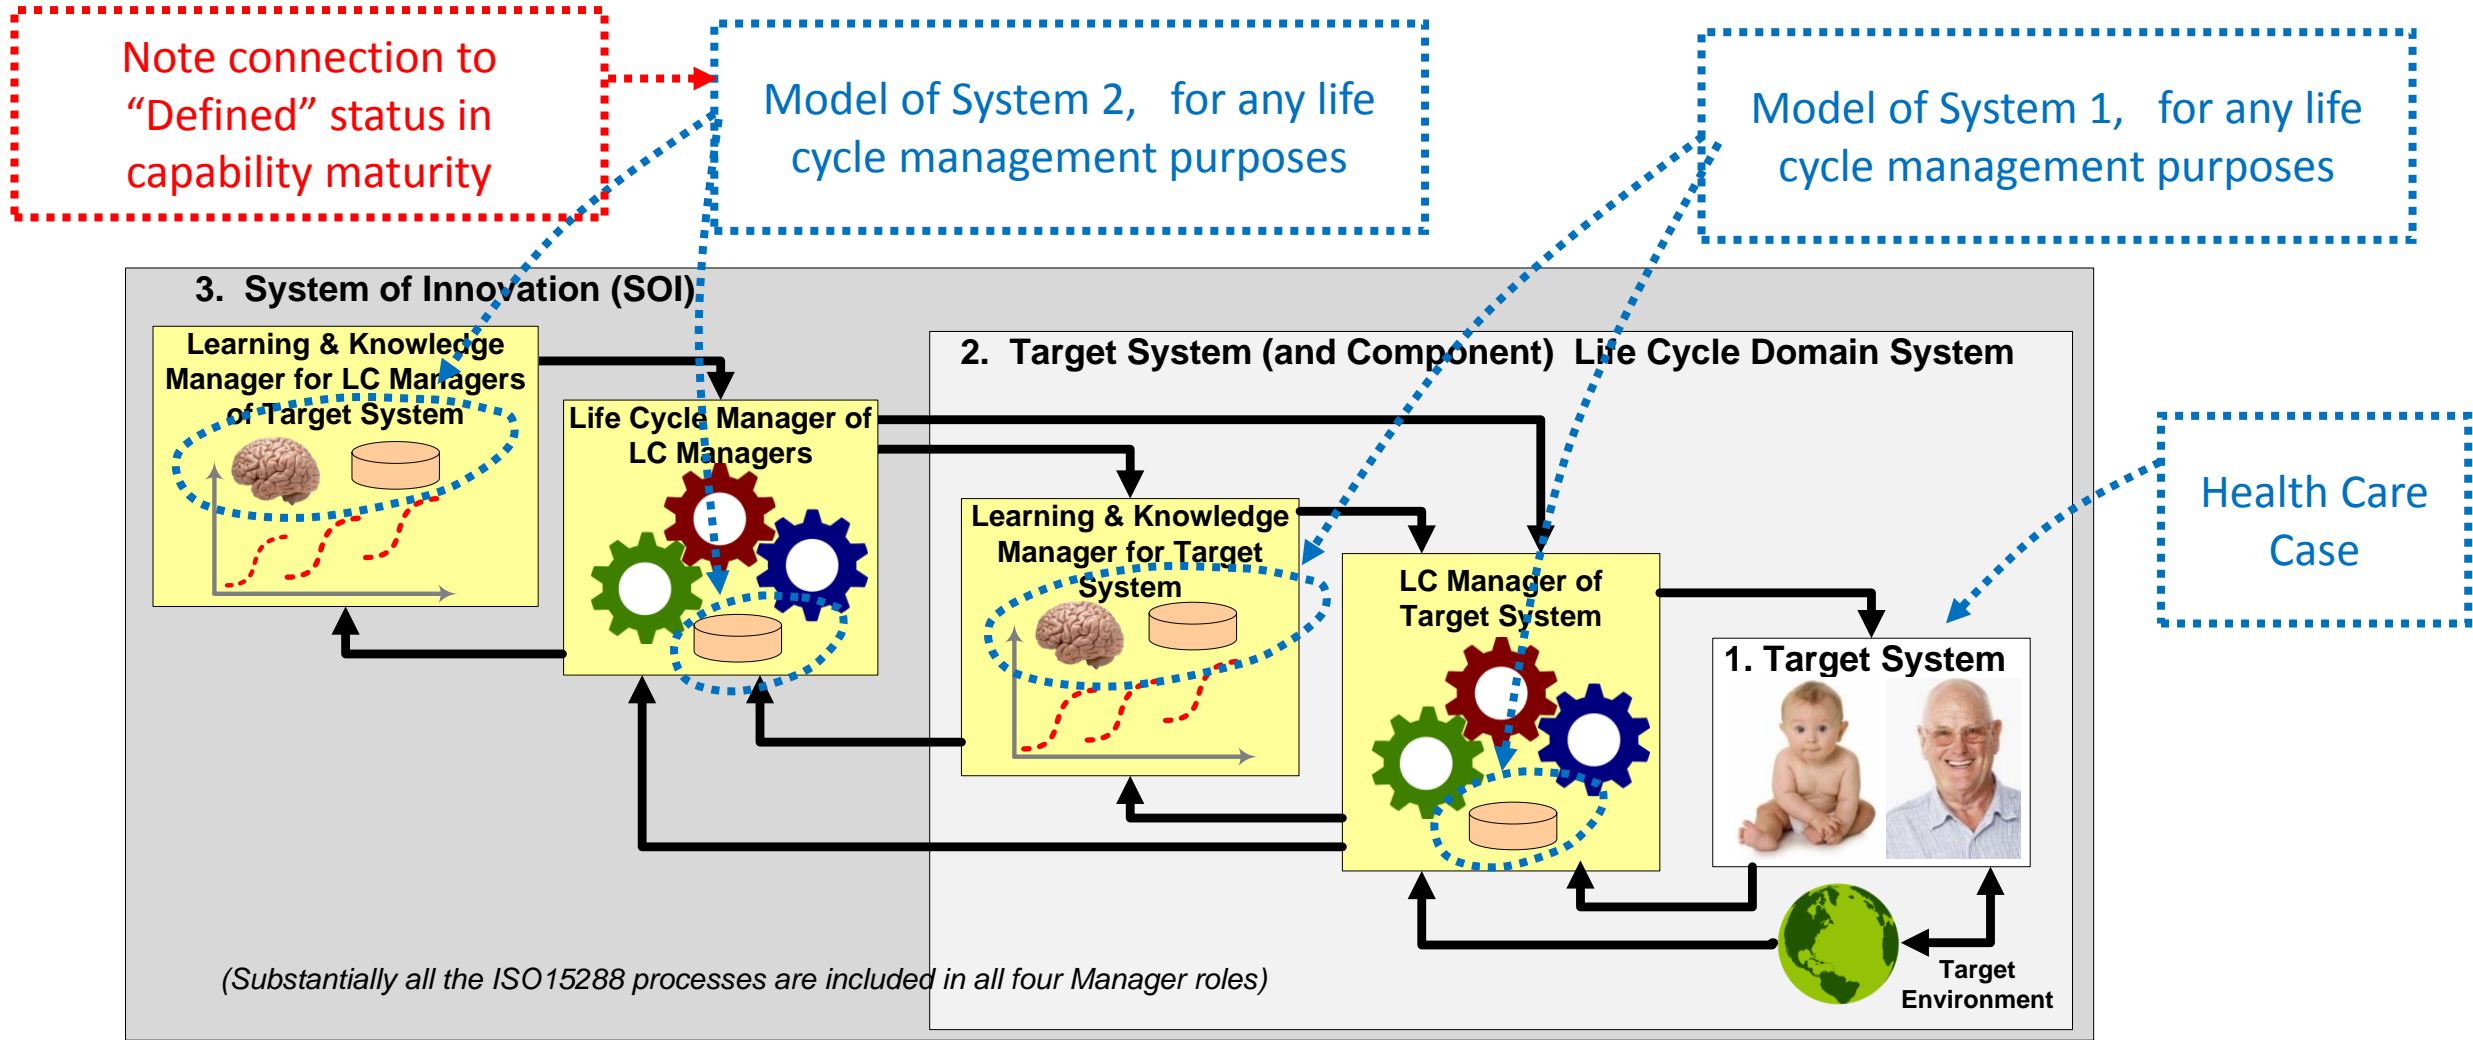 Note connection to
“Defined” status in
capability maturity
Model of System 2, for any life
cycle management purposes
Model of System 1, for any life
cycle management purposes
3. System of Innovation (SOI)
Learning & Knowledge
Manager for LC Managers
of Target System
Life Cycle Manager of
LC Managers
2. Target System (and Component) Life Cycle Domain System
Learning & Knowledge
Manager for Target
System
LC Manager of
Target System
Health Care
Case
1. Target System
Target
Environment
(Substantially all the ISO15288 processes are included in all four Manager roles)